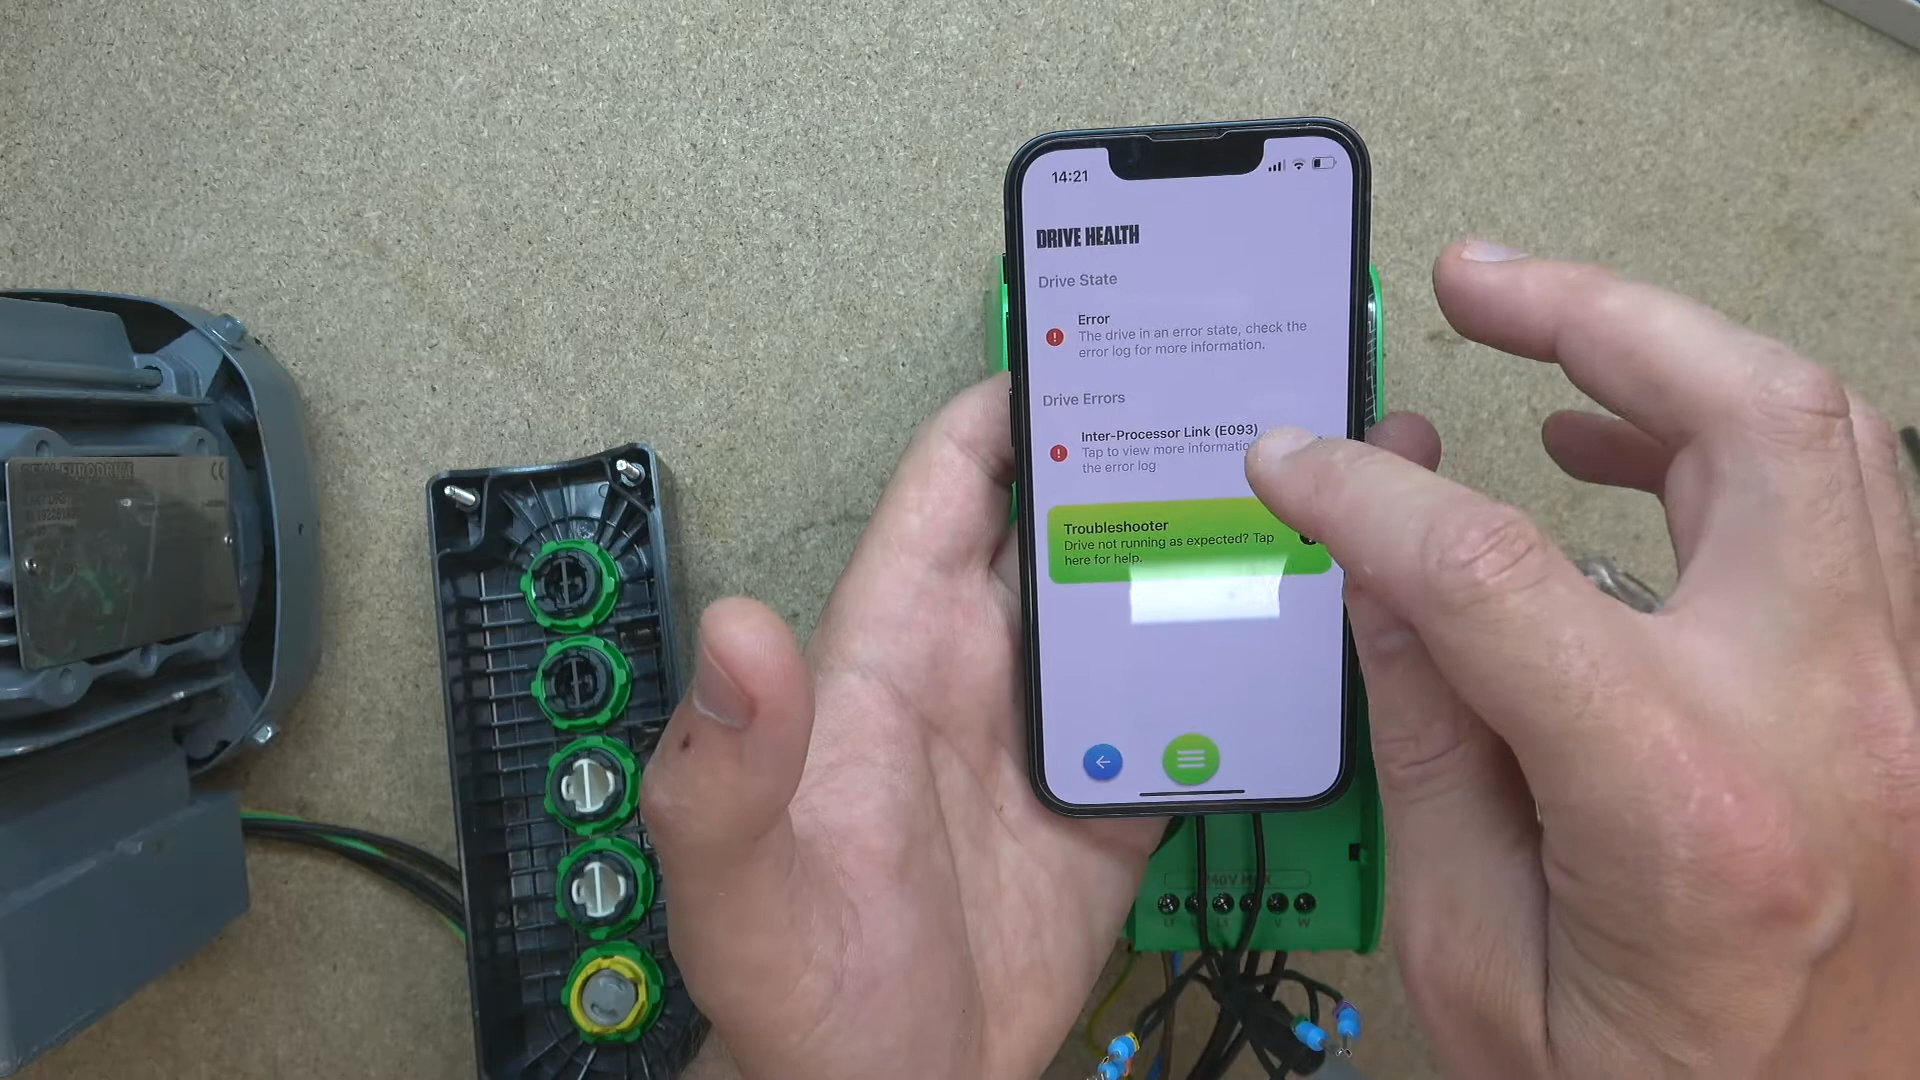 14:21
DRIVE HEALTH
Drive State
Error
The drive in an error state, check the
error log for more information.
Drive Errors
Inter-Processor Link (E093)
Tap to view more
the error log
Troubleshooter
Drive not running as expected? Tap
here for help.
V W